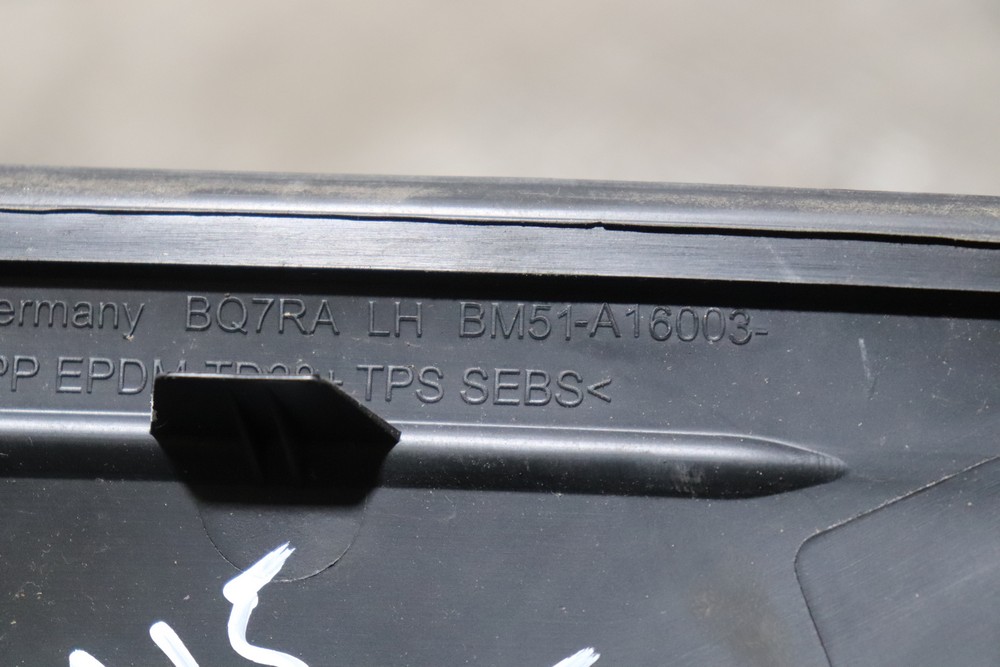 ermany BQ7RA LH BM51-A16003-
PP EPDM TPS SEBS<